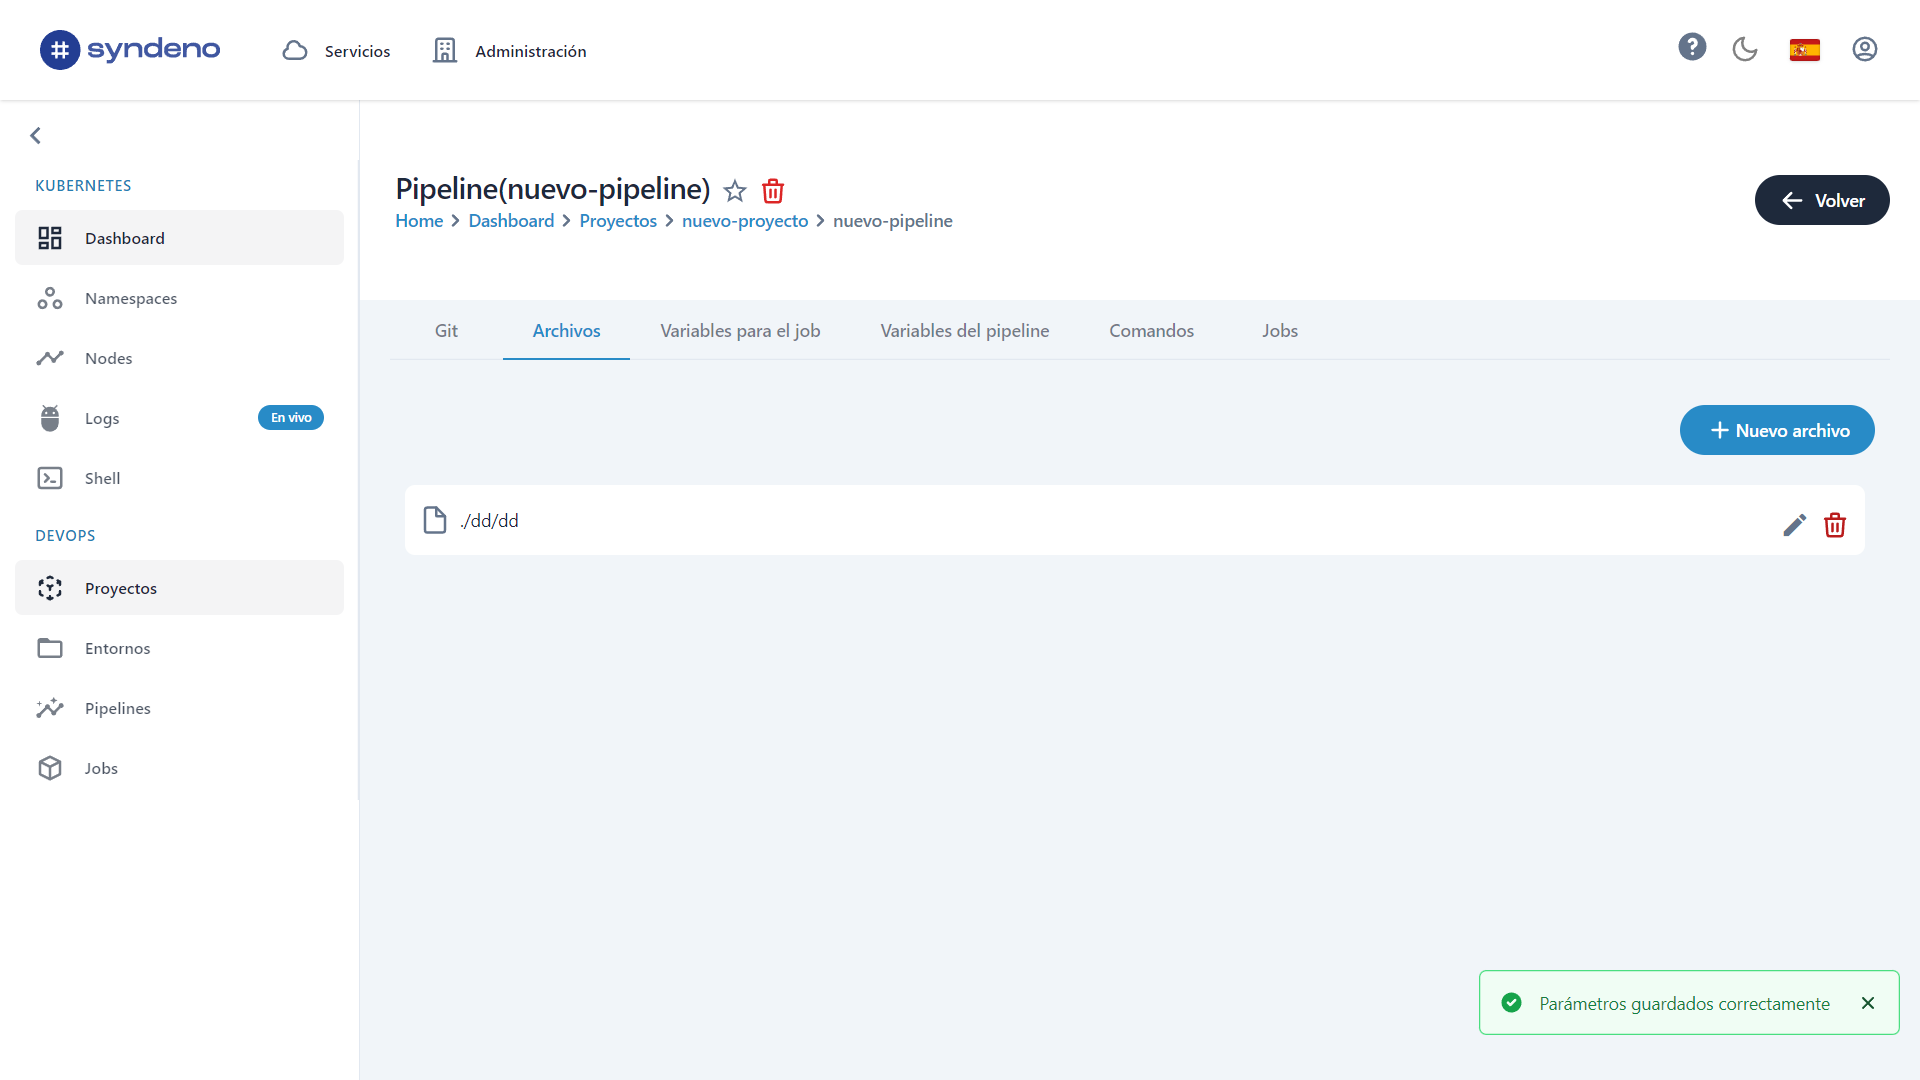 syndeno
Servicios
Administración
KUBERNETES
Dashboard
Namespaces
Nodes
Logs
En vivo
Shell
DEVOPS
Proyectos
Entornos
Pipelines
Jobs
Pipeline(nuevo-pipeline)
Home > Dashboard > Proyectos > nuevo-proyecto > nuevo-pipeline
Volver
Git Archivos Variables para el job Variables del pipeline Comandos Jobs
+ Nuevo archivo
./dd/dd
Parámetros guardados correctamente